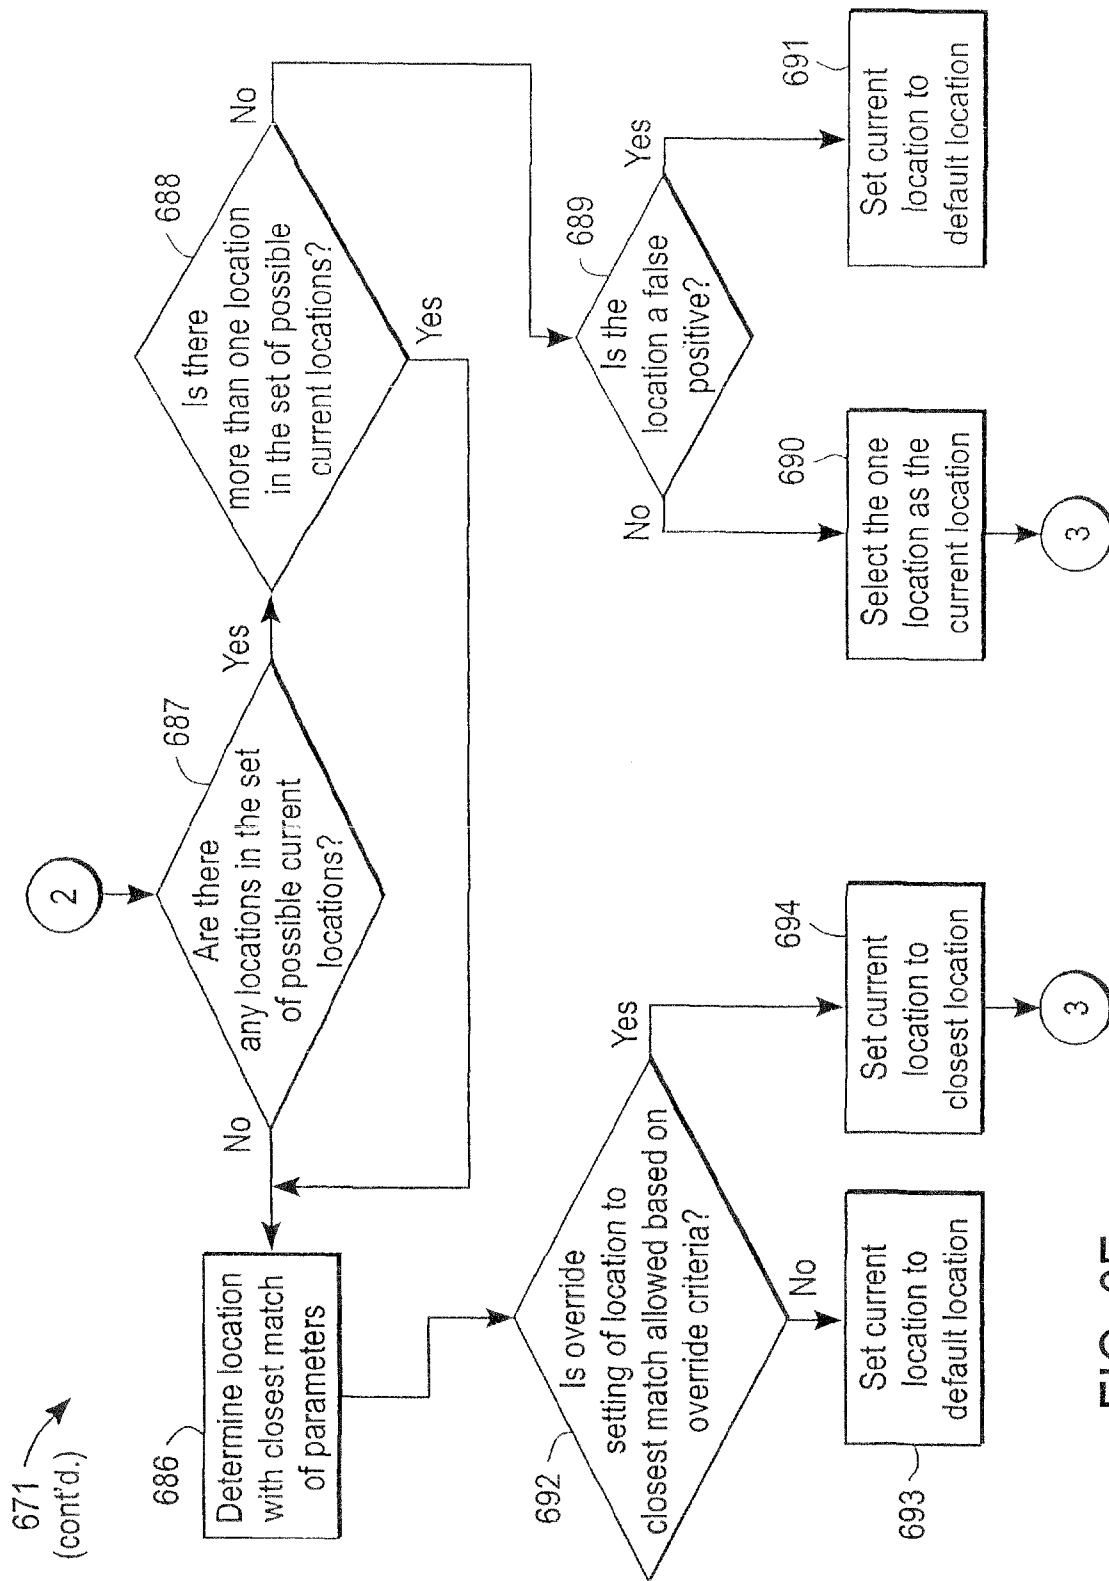 671
(cont'd.)
2
687
Are there
any locations in the set
of possible current
locations?
No
Yes
688
Is there
more than one location
in the set of possible
current locations?
No
Yes
686
Determine location
with closest match
of parameters
692
Is override
setting of location to
closest match allowed based on
override criteria?
Yes
No
689
Is the
location a false
positive?
No
Yes
693
Set current
location to
default location
694
Set current
location to
closest location
3
690
Select the one
location as the
current location
3
691
Set current
location to
default location